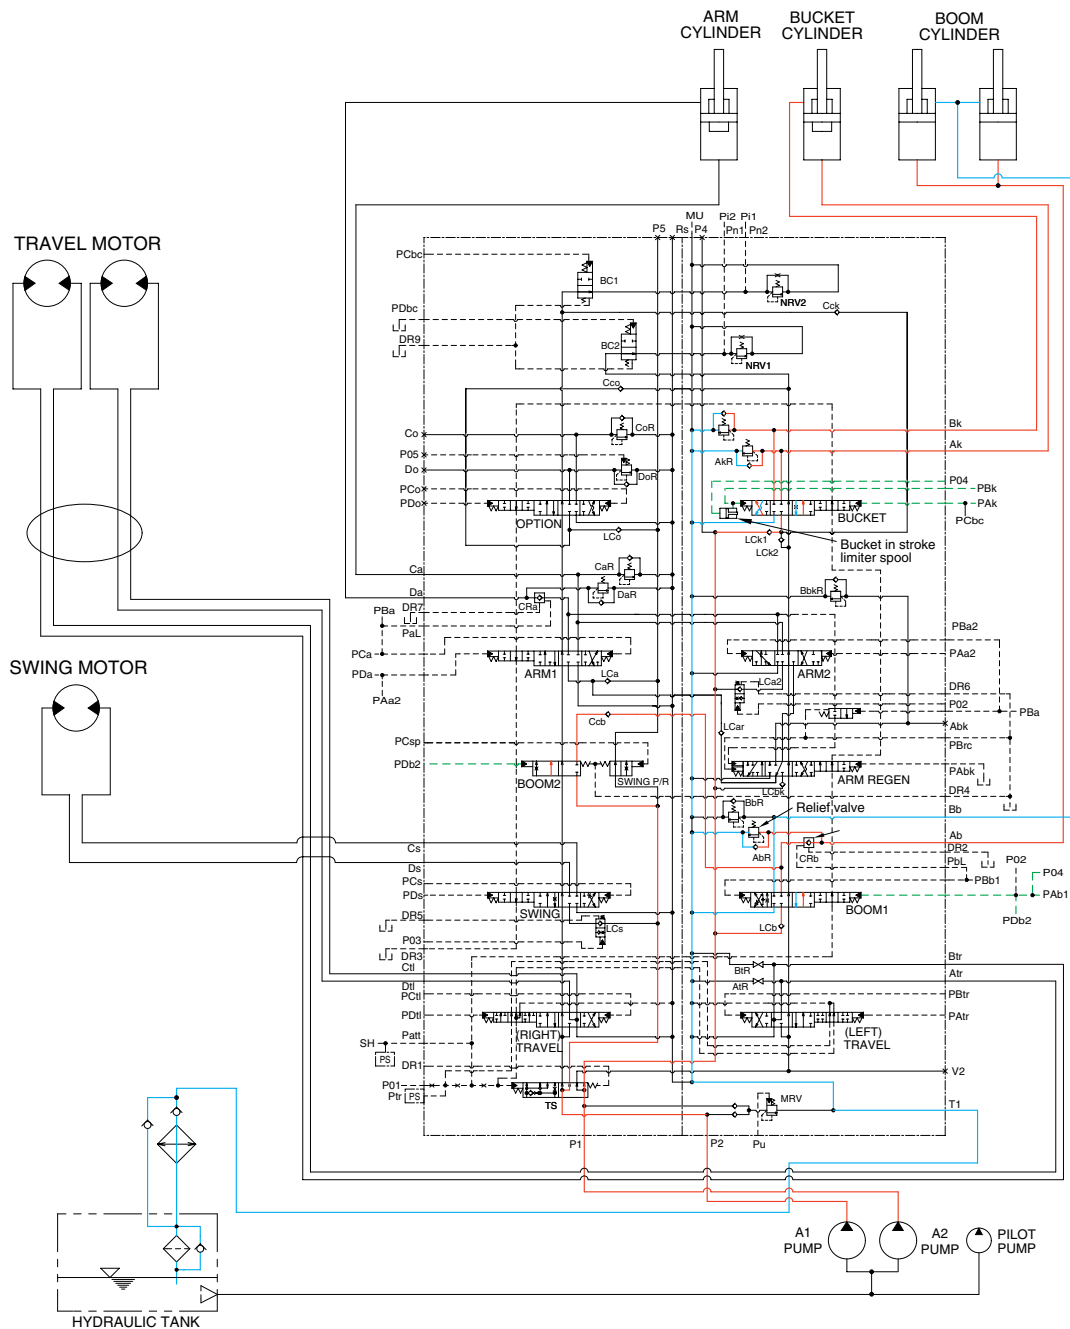 ARM
CYLINDER
BUCKET
CYLINDER
BOOM
CYLINDER
TRAVEL MOTOR
SWING MOTOR
MU
Pi2 Pi1
P5 Rs P4 Pn1 Pn2
PCbc
BC1
NRV2
Cck
PDbc
DR9
BC2
NRV1
Cco
Co
CoR
Bk
Ak
AkR
P05
Do
DoR
P04
PBk
PCo
PAk
PDo
OPTION
BUCKET
PCbc
LCo
LCk1
LCk2
Bucket in stroke
limiter spool
Ca
CaR
Da
DaR
BbkR
CRa
PBa
DR7
PaL
PBa2
PCa
PAa2
PDa
ARM1
ARM2
PAa2
LCa
LCa2
DR6
P02
PBa
Ccb
LCar
Abk
PCsp
PBrc
PDb2
PAbk
BOOM2
SWING P/R
ARM REGEN
LCbk
DR4
BbR
Relief valve
Bb
AbR
CRb
Ab
Cs
DR2
Ds
PbL
P02
P04
PCs
PBb1
PDs
PAb1
SWING
BOOM1
PDb2
DR5
LCs
LCb
P03
DR3
Ctl
BtR
Btr
AtR
Atr
Dtl
PCtl
PBtr
PDtl
PAtr
(RIGHT)
TRAVEL
(LEFT)
TRAVEL
Patt
SH
PS
DR1
V2
P01
Ptr
PS
TS
MRV
T1
P1
P2
Pu
A1
PUMP
A2
PUMP
PILOT
PUMP
HYDRAULIC TANK